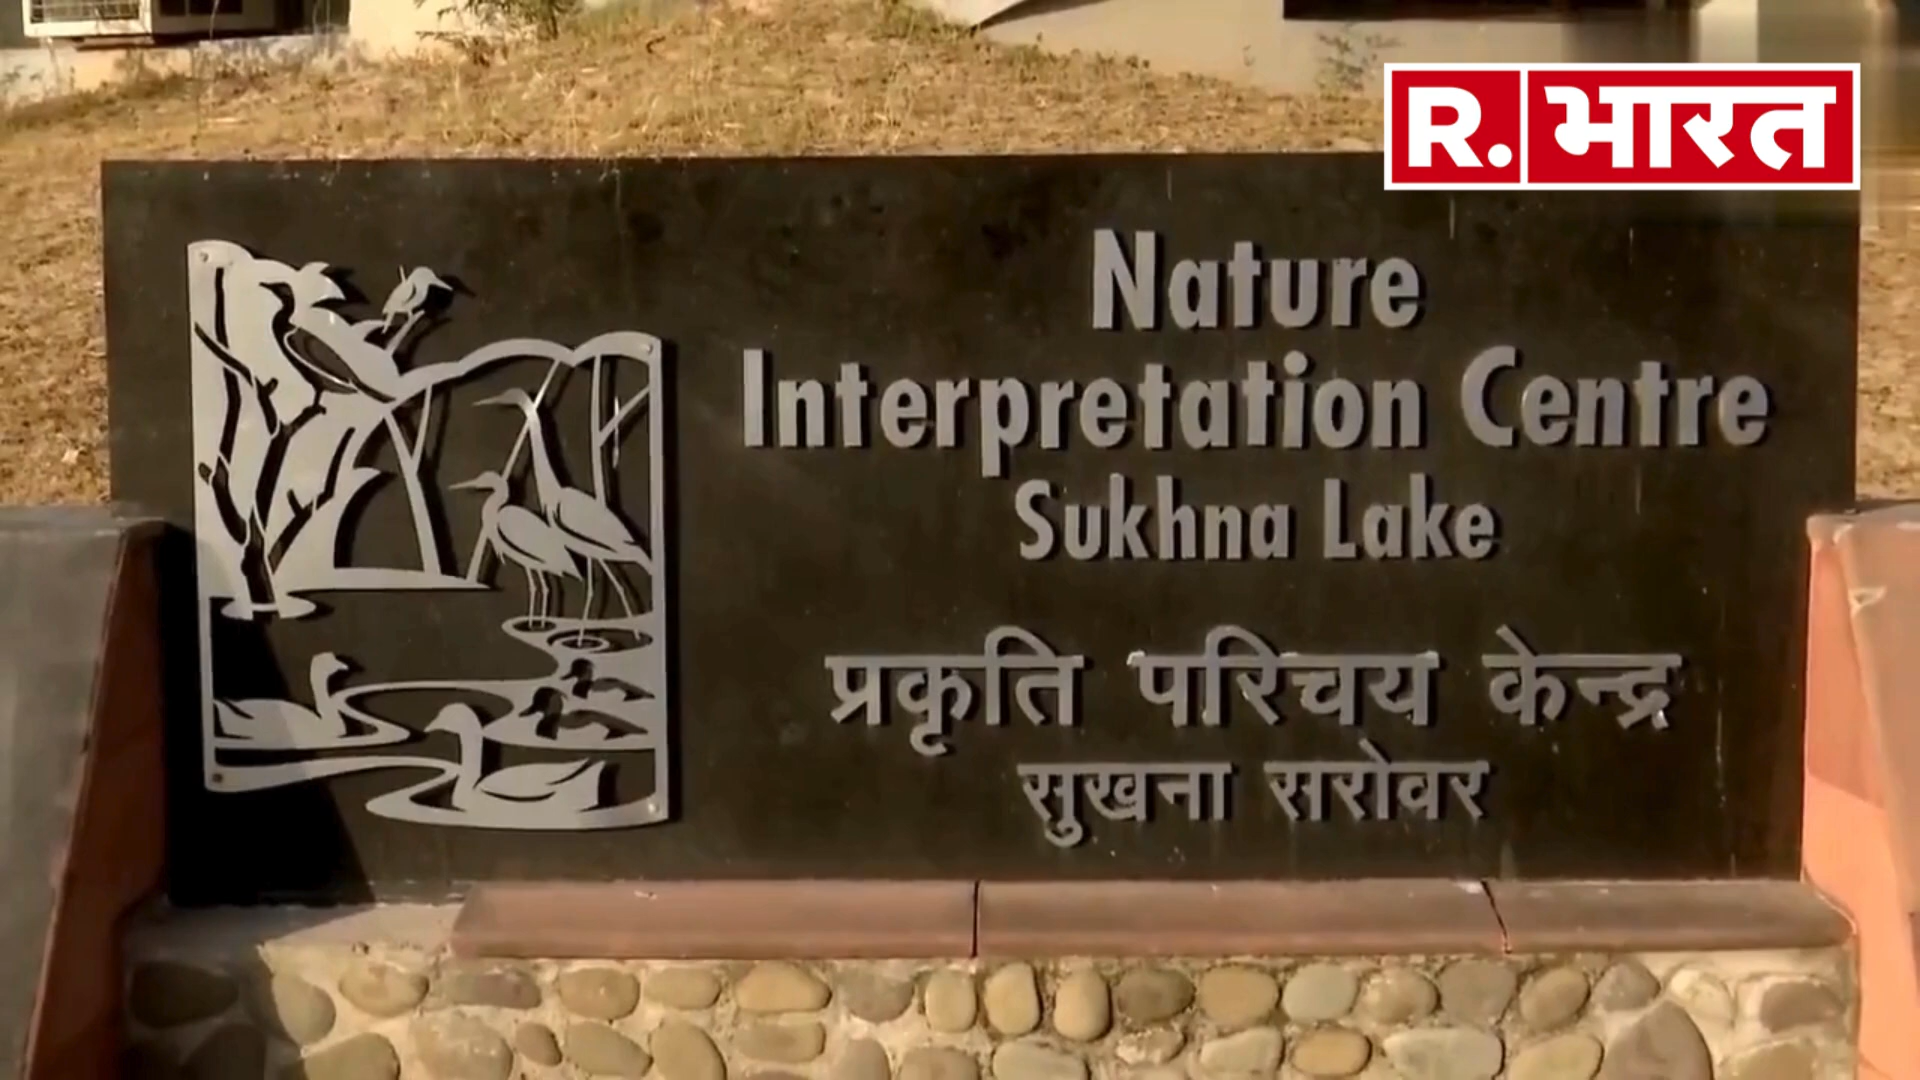 R. भारत
Nature
Interpretation Centre
Sukhna Lake
प्रकृति परिचय केन्द्र
सुखना सरोवर